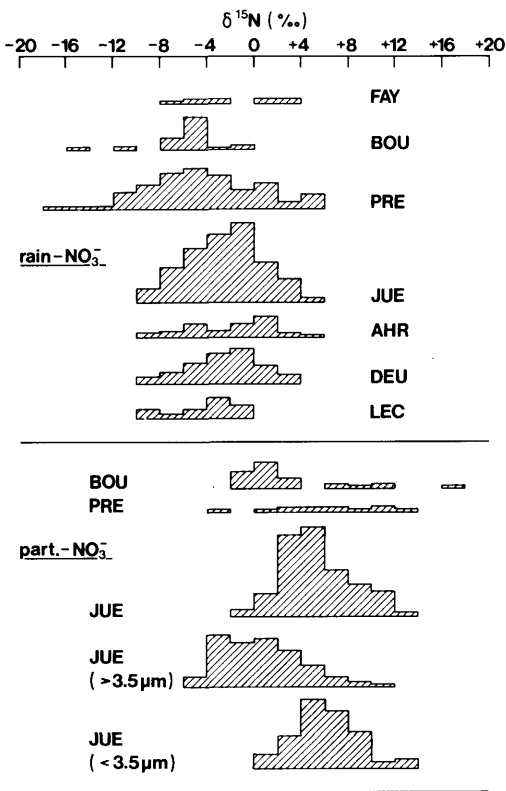 δ ¹⁵N (‰)
-20 -16 -12 -8 -4 0 +4 +8 +12 +16 +20
FAY
BOU
PRE
rain-NO₃⁻
JUE
AHR
DEU
LEC
BOU
PRE
part.-NO₃⁻
JUE
JUE
(>3.5µm)
JUE
(<3.5µm)